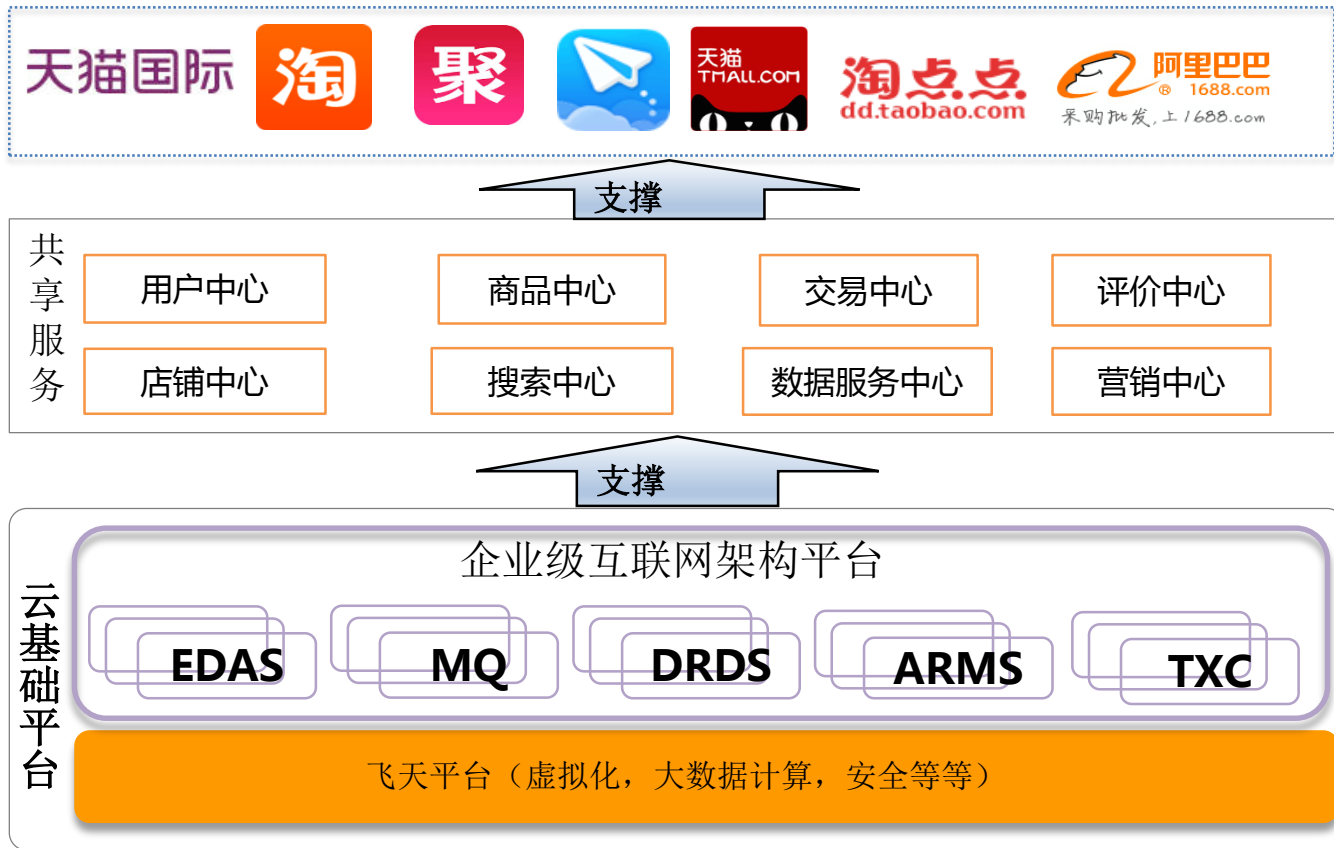 天猫国际
淘
聚
天猫
TMALL.COM
淘点点
dd.taobao.com
阿里巴巴
® 1688.com
采购批发,上1688.com
支撑
共享服务
用户中心
商品中心
交易中心
评价中心
店铺中心
搜索中心
数据服务中心
营销中心
支撑
云基础平台
企业级互联网架构平台
EDAS
MQ
DRDS
ARMS
TXC
飞天平台（虚拟化，大数据计算，安全等等）